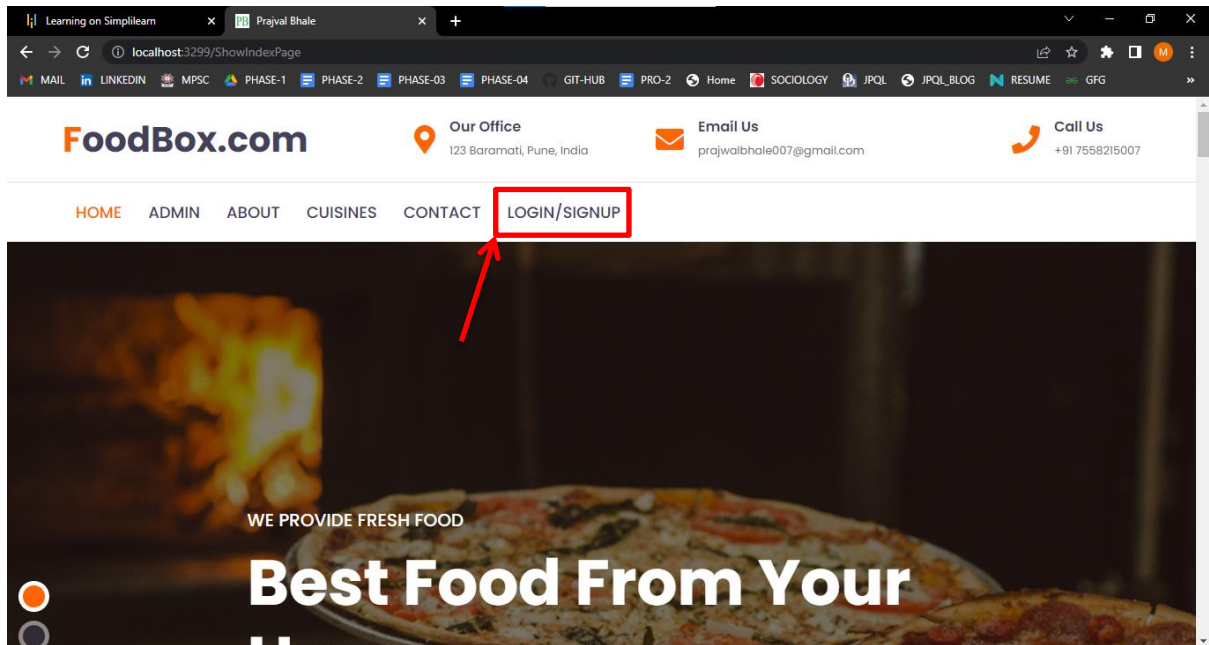 Learning on Simplilearn
PB Prajval Bhale
localhost:3299/ShowIndexPage
M
MAIL in LINKEDIN MPSC PHASE-1 PHASE-2 PHASE-03 PHASE-04 GIT-HUB PRO-2 Home SOCIOLOGY JPQL JPQL_BLOG RESUME GFG »
FoodBox.com
Our Office
123 Baramati, Pune, India
Email Us
prajwalbhale007@gmail.com
Call Us
+91 7558215007
HOME ADMIN ABOUT CUISINES CONTACT LOGIN/SIGNUP
WE PROVIDE FRESH FOOD
Best Food From Your